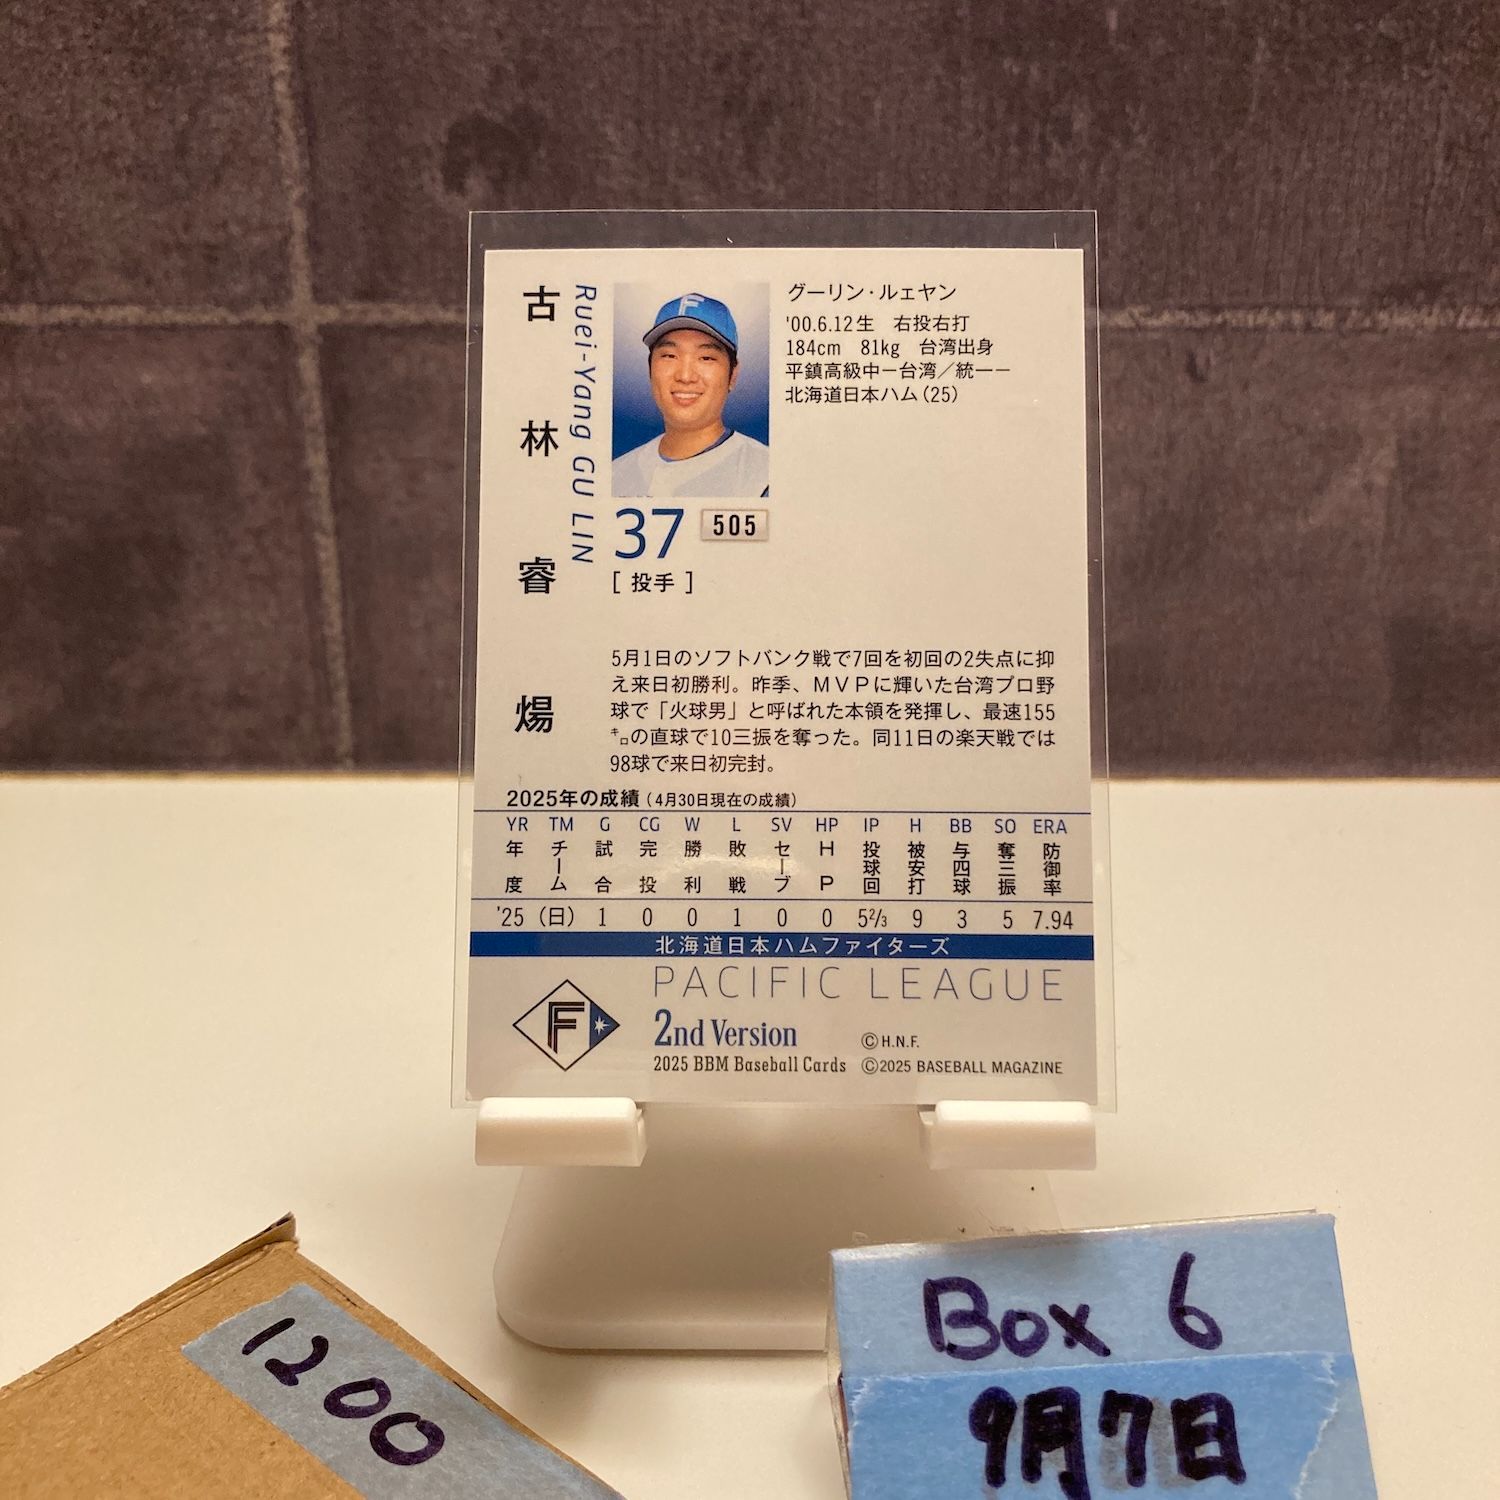 古林睿煬
Ruei-Yang GU LIN
F
グーリン・ルェヤン
'00.6.12生 右投右打
184cm 81kg 台湾出身
平鎮高級中－台湾／統一－
北海道日本ハム(25)
37
505
[ 投手 ]
5月1日のソフトバンク戦で7回を初回の2失点に抑
え来日初勝利。昨季、MVPに輝いた台湾プロ野
球で「火球男」と呼ばれた本領を発揮し、最速155
㌔の直球で10三振を奪った。同11日の楽天戦では
98球で来日初完封。
2025年の成績(4月30日現在の成績)
YR TM G CG W L SV HP IP H BB SO ERA
年度 チーム 試合 完投 勝利 敗戦 セーブ HP 投球回 被安打 与四球 奪三振 防御率
'25 (日) 1 0 0 1 0 0 5⅔ 9 3 5 7.94
北海道日本ハムファイターズ
PACIFIC LEAGUE
F
2nd Version
2025 BBM Baseball Cards
©H.N.F.
©2025 BASEBALL MAGAZINE
1200
Box 6
9月7日